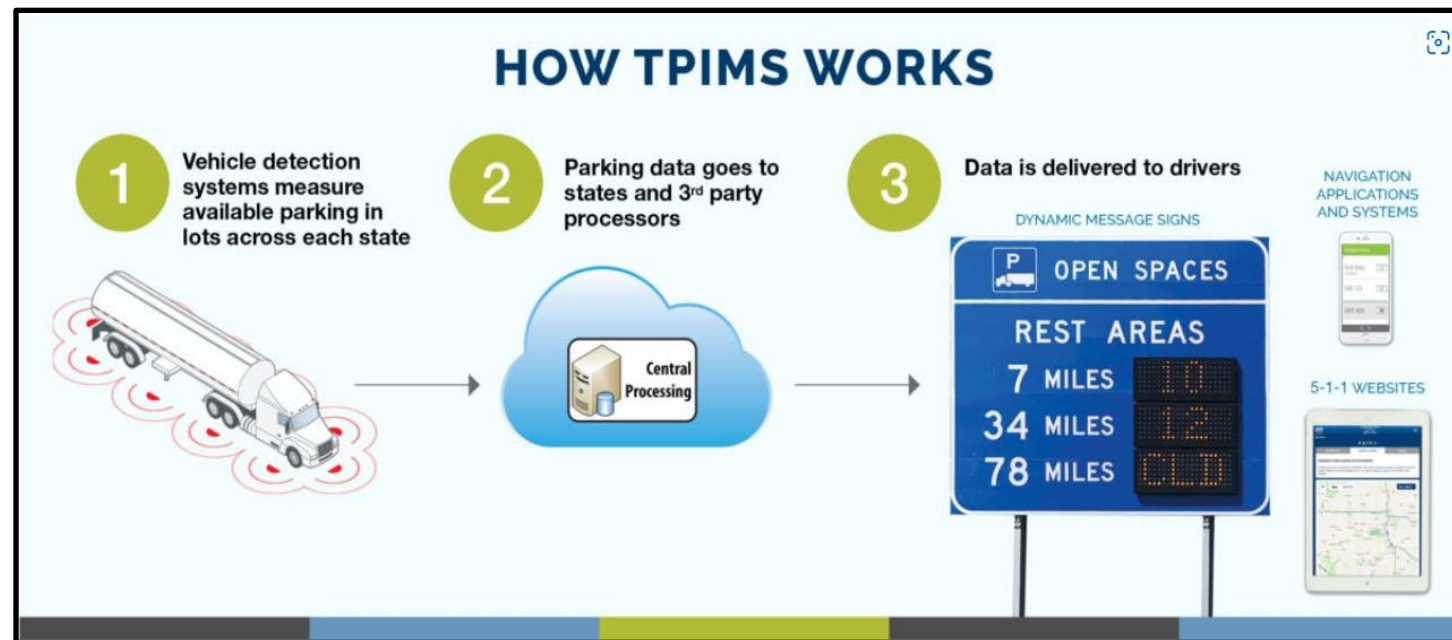 HOW TPIMS WORKS
1
Vehicle detection
systems measure
available parking in
lots across each state
2
Parking data goes to
states and 3rd party
processors
Central
Processing
3
Data is delivered to drivers
DYNAMIC MESSAGE SIGNS
P
OPEN SPACES
REST AREAS
7 MILES 10
34 MILES 12
78 MILES CLD
NAVIGATION
APPLICATIONS
AND SYSTEMS
5-1-1 WEBSITES